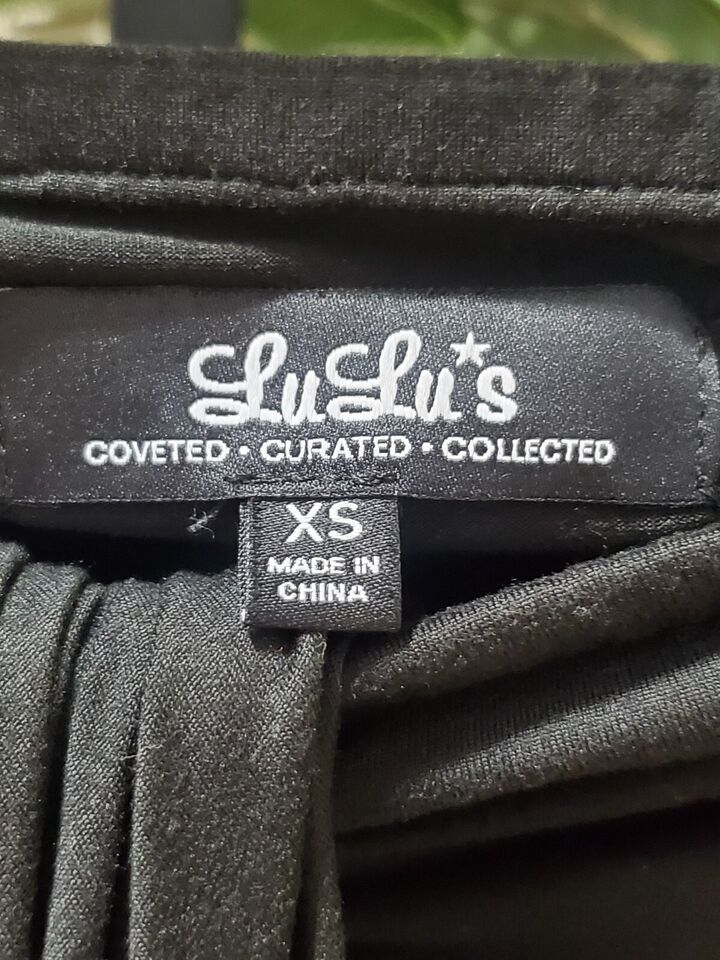 LuLu*s
COVETED • CURATED • COLLECTED
XS
MADE IN
CHINA